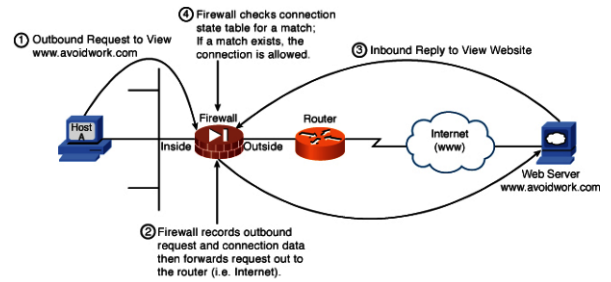 ④ Firewall checks connection
state table for a match;
If a match exists, the
connection is allowed.
① Outbound Request to View
www.avoidwork.com
③ Inbound Reply to View Website
Firewall
Router
Host
A
Inside
Outside
Internet
(www)
Web Server
www.avoidwork.com
② Firewall records outbound
request and connection data
then forwards request out to
the router (i.e. Internet).